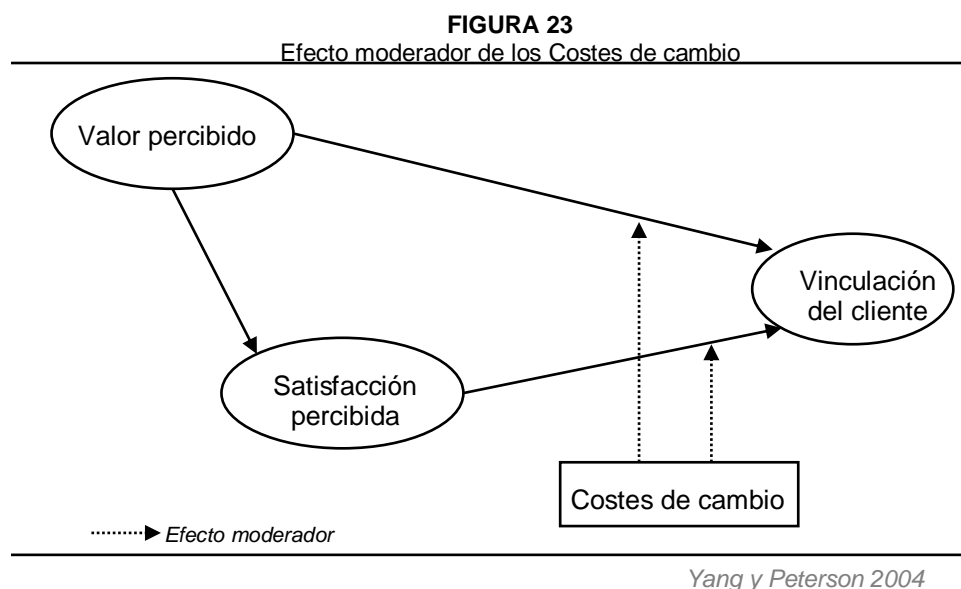 FIGURA 23
Efecto moderador de los Costes de cambio
Valor percibido
Vinculación
del cliente
Satisfacción
percibida
Costes de cambio
Efecto moderador
Yang y Peterson 2004